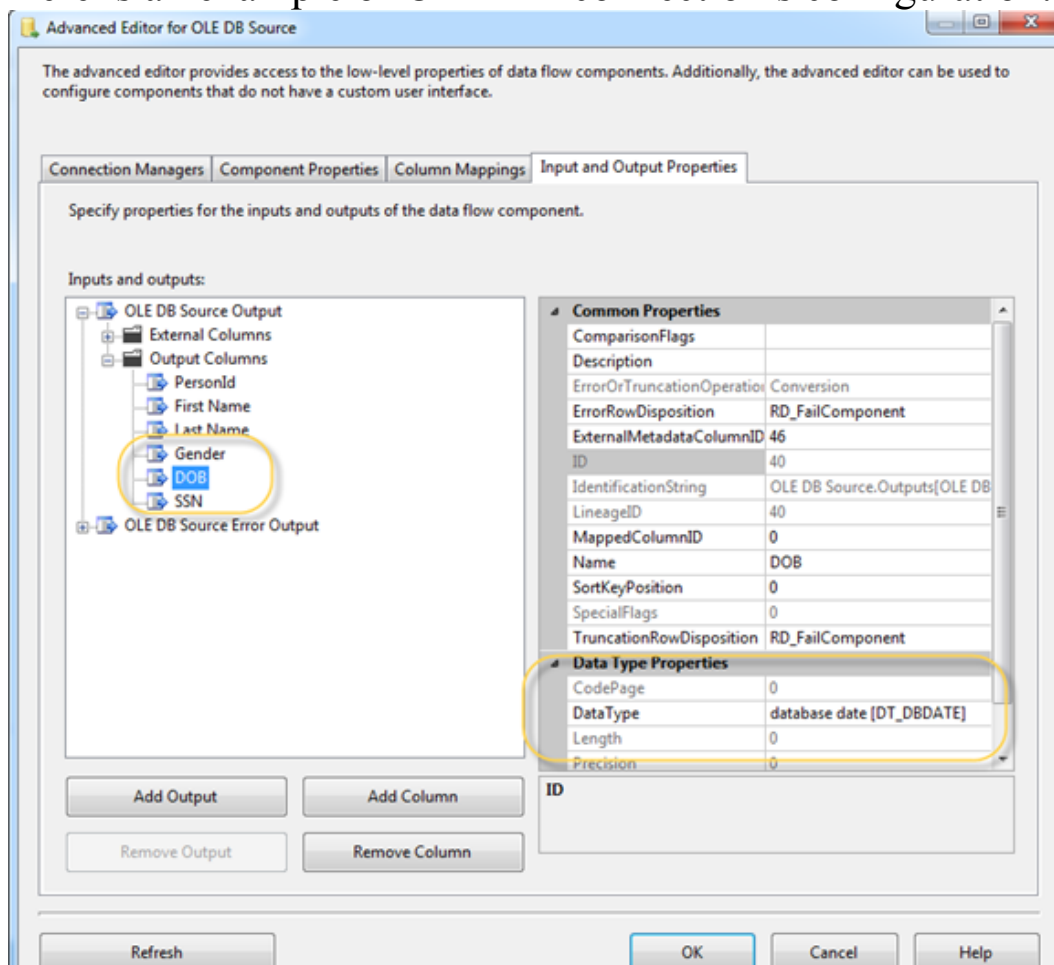 Advanced Editor for OLE DB Source
The advanced editor provides access to the low-level properties of data flow components. Additionally, the advanced editor can be used to
configure components that do not have a custom user interface.
Connection Managers Component Properties Column Mappings Input and Output Properties
Specify properties for the inputs and outputs of the data flow component.
Inputs and outputs:
OLE DB Source Output
External Columns
Output Columns
PersonId
First Name
Last Name
Gender
DOB
SSN
OLE DB Source Error Output
Common Properties
ComparisonFlags
Description
ErrorOrTruncationOperatio Conversion
ErrorRowDisposition RD_FailComponent
ExternalMetadataColumnID 46
ID 40
IdentificationString OLE DB Source.Outputs[OLE DB
LineageID 40
MappedColumnID 0
Name DOB
SortKeyPosition 0
SpecialFlags 0
TruncationRowDisposition RD_FailComponent
Data Type Properties
CodePage 0
DataType database date [DT_DBDATE]
Length 0
Precision 0
Add Output Add Column
Remove Output Remove Column
ID
Refresh OK Cancel Help